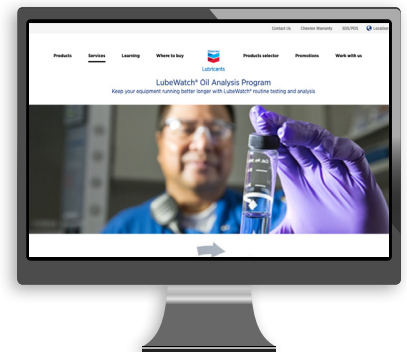 Contact Us Chevron Warranty SDS/PDS Location
Products Services Learning Where to buy Products selector Promotions Work with us
Lubricants
LubeWatch® Oil Analysis Program
Keep your equipment running better longer with LubeWatch® routine testing and analysis